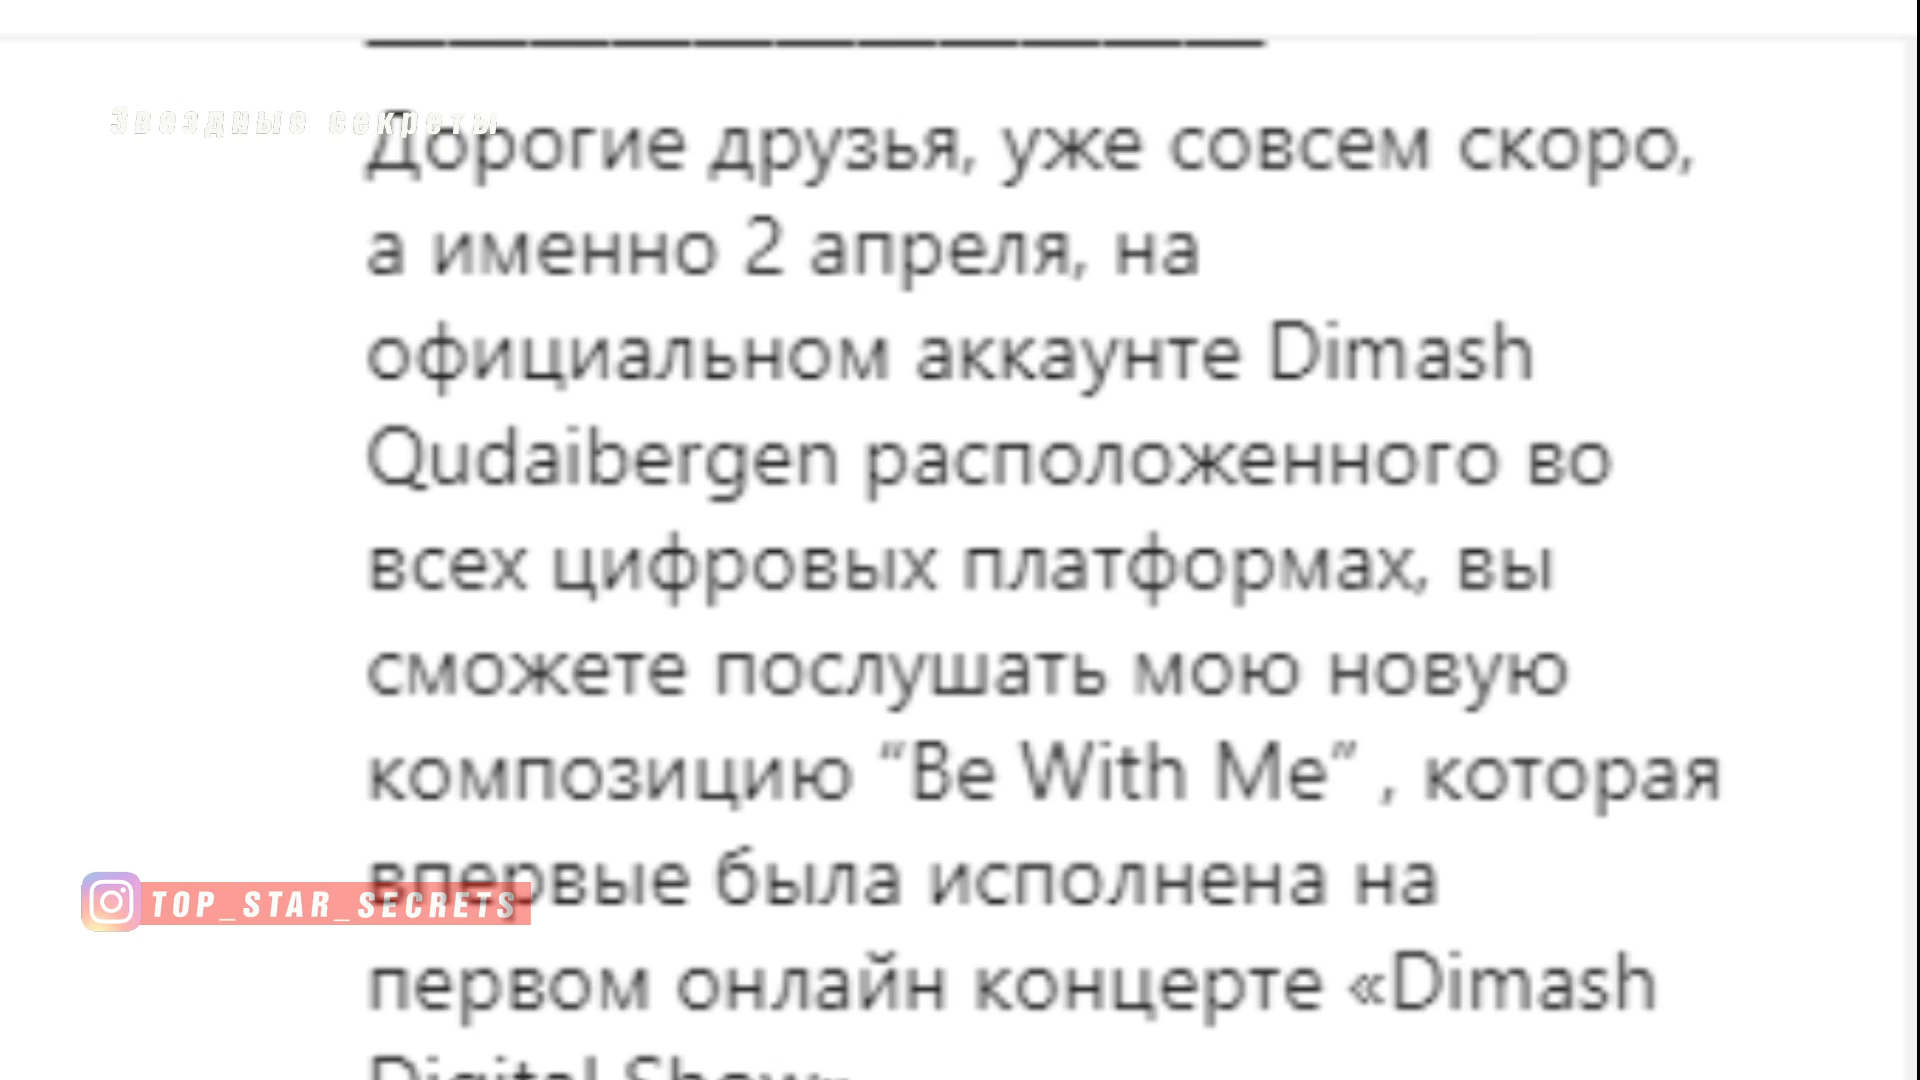 Звездные секреты
Дорогие друзья, уже совсем скоро,
а именно 2 апреля, на
официальном аккаунте Dimash
Qudaibergen расположенного во
всех цифровых платформах, вы
сможете послушать мою новую
композицию “Be With Me” , которая
впервые была исполнена на
TOP_STAR_SECRETS
первом онлайн концерте «Dimash
Digital Show»